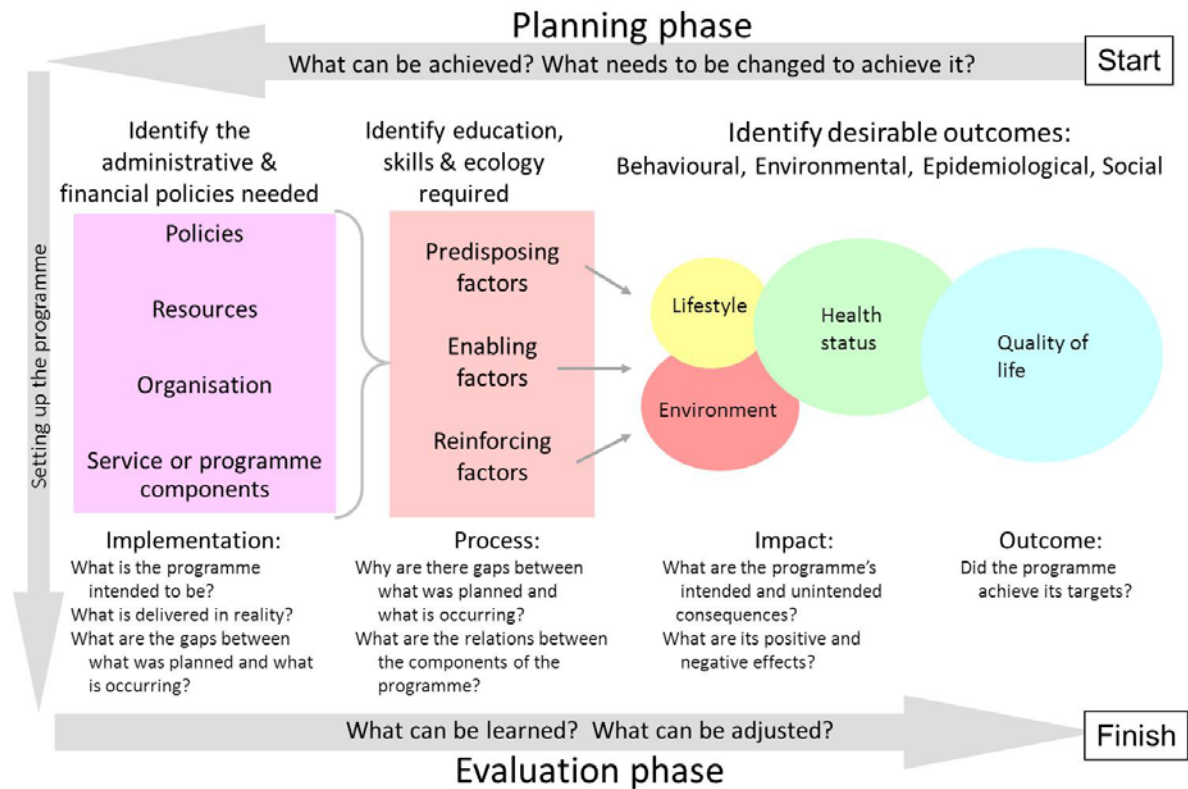 Planning phase
What can be achieved? What needs to be changed to achieve it?
Start
Setting up the programme
Identify the
administrative &
financial policies needed
Policies
Resources
Organisation
Service or programme
components
Identify education,
skills & ecology
required
Predisposing
factors
Enabling
factors
Reinforcing
factors
Identify desirable outcomes:
Behavioural, Environmental, Epidemiological, Social
Lifestyle
Environment
Health
status
Quality of
life
Implementation:
What is the programme
intended to be?
What is delivered in reality?
What are the gaps between
what was planned and what
is occurring?
Process:
Why are there gaps between
what was planned and
what is occurring?
What are the relations between
the components of the
programme?
Impact:
What are the programme’s
intended and unintended
consequences?
What are its positive and
negative effects?
Outcome:
Did the programme
achieve its targets?
What can be learned? What can be adjusted?
Finish
Evaluation phase